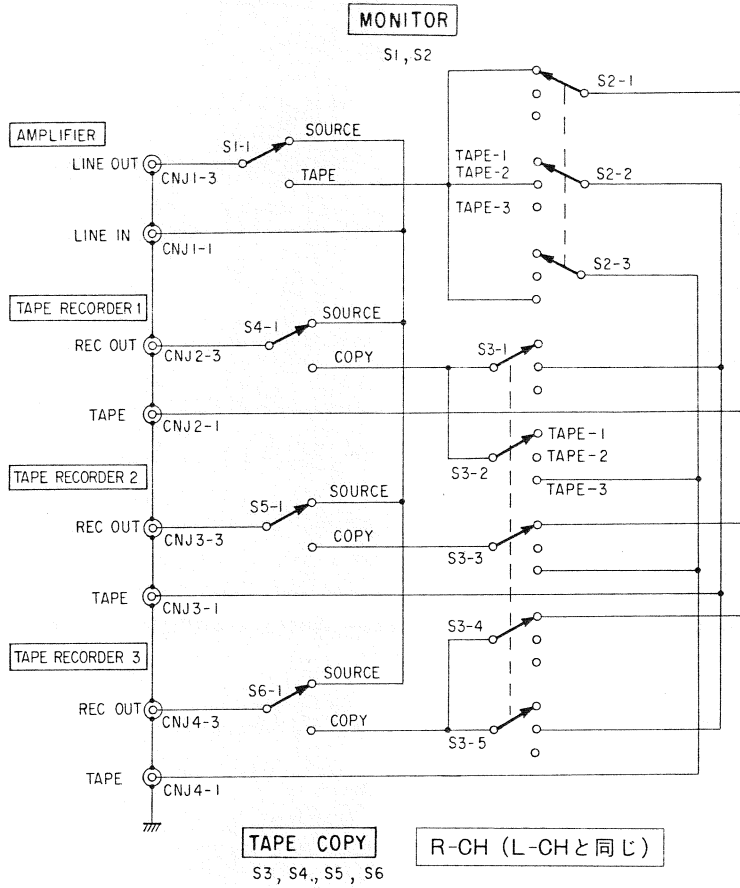 MONITOR
S1, S2
S2-1
AMPLIFIER
SOURCE
S1-1
LINE OUT
CNJ1-3
TAPE
TAPE-1
TAPE-2
TAPE-3
S2-2
LINE IN
CNJ1-1
S2-3
TAPE RECORDER 1
SOURCE
S4-1
REC OUT
CNJ2-3
COPY
S3-1
TAPE
CNJ2-1
TAPE-1
TAPE-2
TAPE-3
S3-2
TAPE RECORDER 2
SOURCE
S5-1
REC OUT
CNJ3-3
COPY
S3-3
TAPE
CNJ3-1
S3-4
TAPE RECORDER 3
SOURCE
S6-1
REC OUT
CNJ4-3
COPY
S3-5
TAPE
CNJ4-1
TAPE COPY
S3, S4., S5, S6
R-CH (L-CHと同じ)